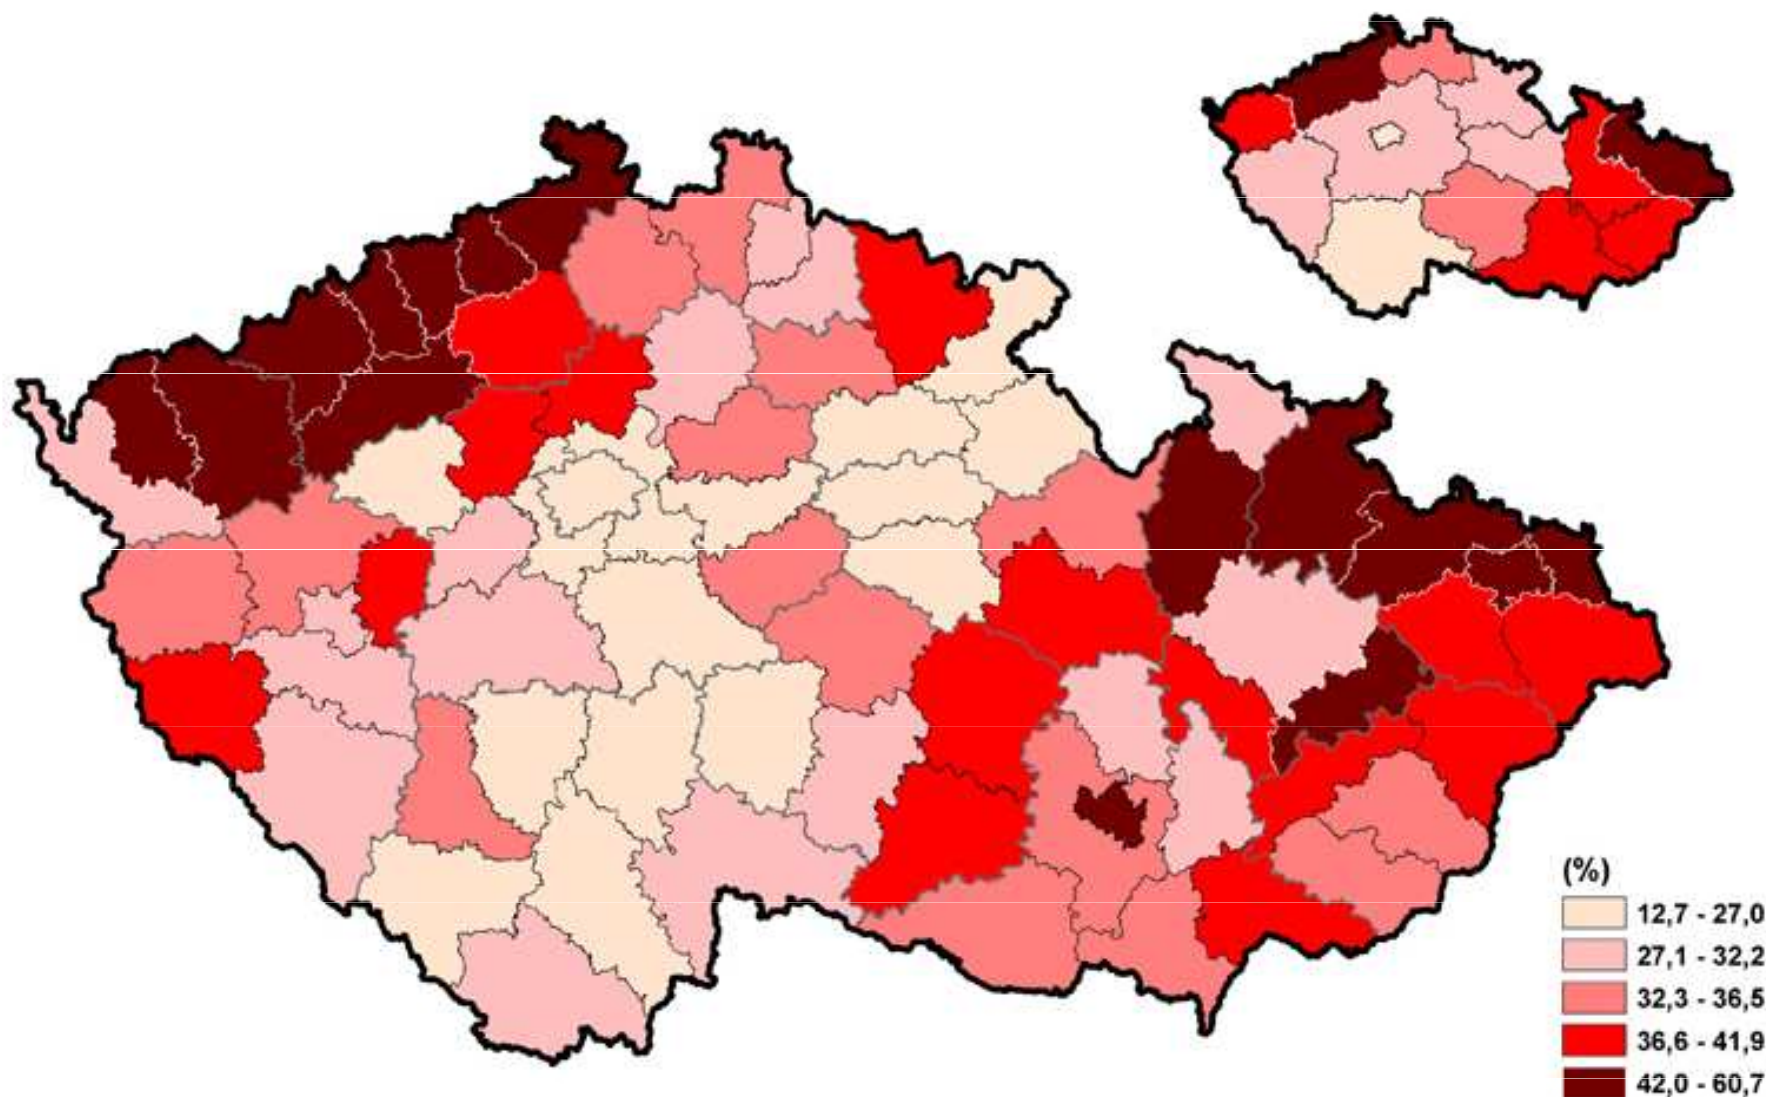 (%)
12,7 - 27,0
27,1 - 32,2
32,3 - 36,5
36,6 - 41,9
42,0 - 60,7